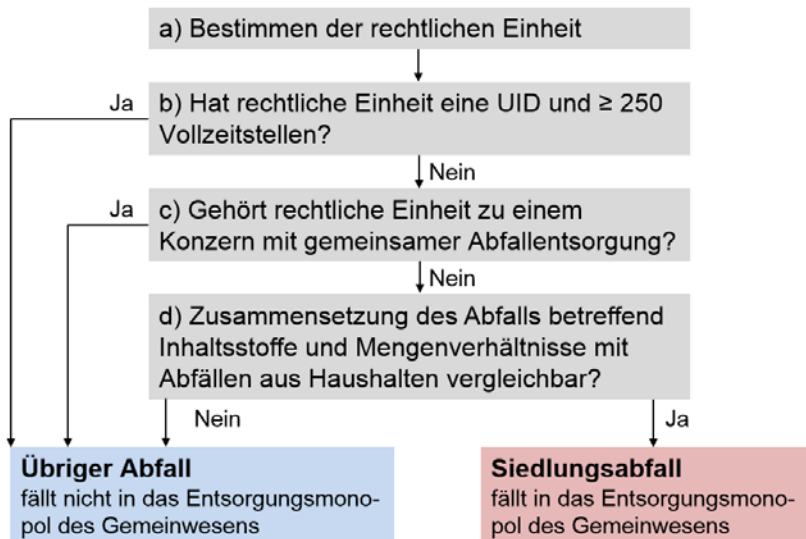 a) Bestimmen der rechtlichen Einheit
Ja
b) Hat rechtliche Einheit eine UID und ≥ 250
Vollzeitstellen?
Nein
Ja
c) Gehört rechtliche Einheit zu einem
Konzern mit gemeinsamer Abfallentsorgung?
Nein
d) Zusammensetzung des Abfalls betreffend
Inhaltsstoffe und Mengenverhältnisse mit
Abfällen aus Haushalten vergleichbar?
Nein
Ja
Übriger Abfall
fällt nicht in das Entsorgungsmono-
pol des Gemeinwesens
Siedlungsabfall
fällt in das Entsorgungsmono-
pol des Gemeinwesens